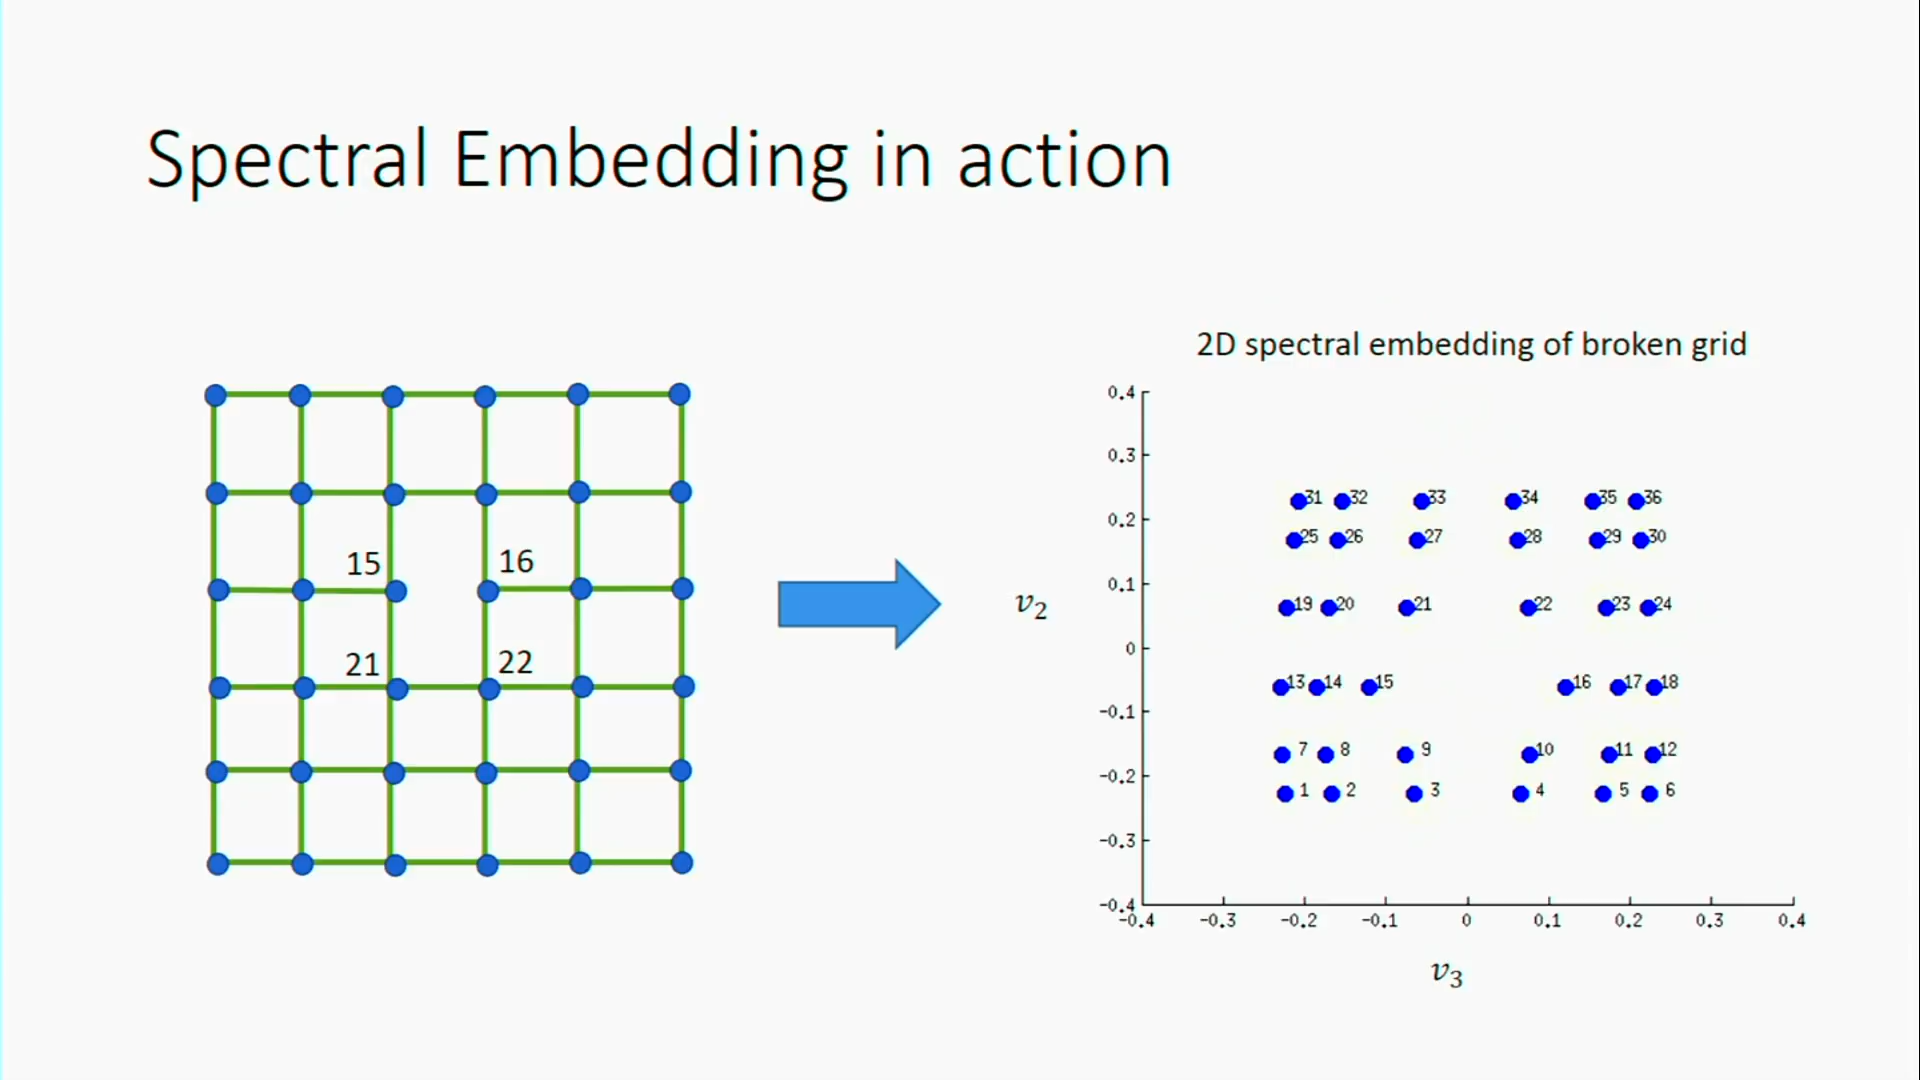 Spectral Embedding in action
15 16
21 22
2D spectral embedding of broken grid
v2
0.4
0.3
0.2
0.1
0
-0.1
-0.2
-0.3
-0.4
31 32 33 34 35 36
25 26 27 28 29 30
19 20 21 22 23 24
13 14 15 16 17 18
7 8 9 10 11 12
1 2 3 4 5 6
-0.4 -0.3 -0.2 -0.1 0 0.1 0.2 0.3 0.4
v3